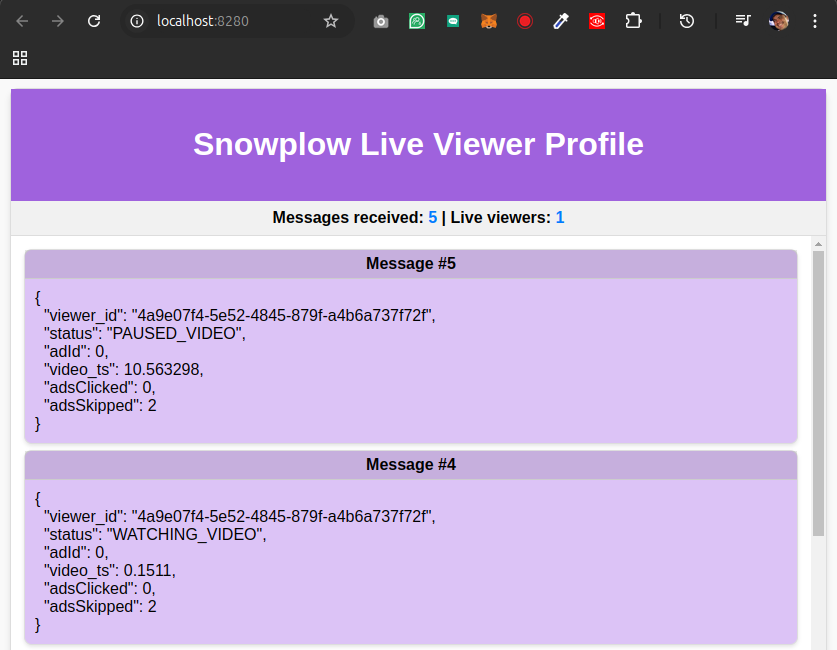 localhost:8280
Snowplow Live Viewer Profile
Messages received: 5 | Live viewers: 1
Message #5
{
  "viewer_id": "4a9e07f4-5e52-4845-879f-a4b6a737f72f",
  "status": "PAUSED_VIDEO",
  "adId": 0,
  "video_ts": 10.563298,
  "adsClicked": 0,
  "adsSkipped": 2
}
Message #4
{
  "viewer_id": "4a9e07f4-5e52-4845-879f-a4b6a737f72f",
  "status": "WATCHING_VIDEO",
  "adId": 0,
  "video_ts": 0.1511,
  "adsClicked": 0,
  "adsSkipped": 2
}